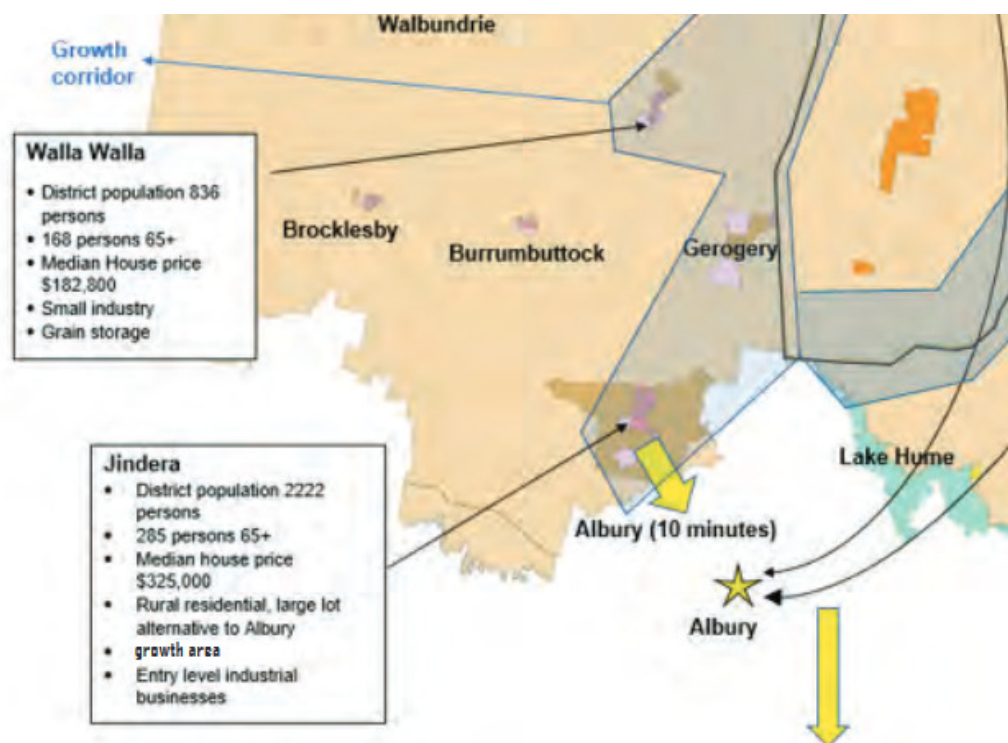 Walbundrie
Growth
corridor
Walla Walla
• District population 836
persons
• 168 persons 65+
• Median House price
$182,800
• Small industry
• Grain storage
Brocklesby
Burrumbuttock
Gerogery
Jindera
• District population 2222
persons
• 285 persons 65+
• Median house price
$325,000
• Rural residential, large lot
alternative to Albury
• growth area
• Entry level industrial
businesses
Lake Hume
Albury (10 minutes)
Albury